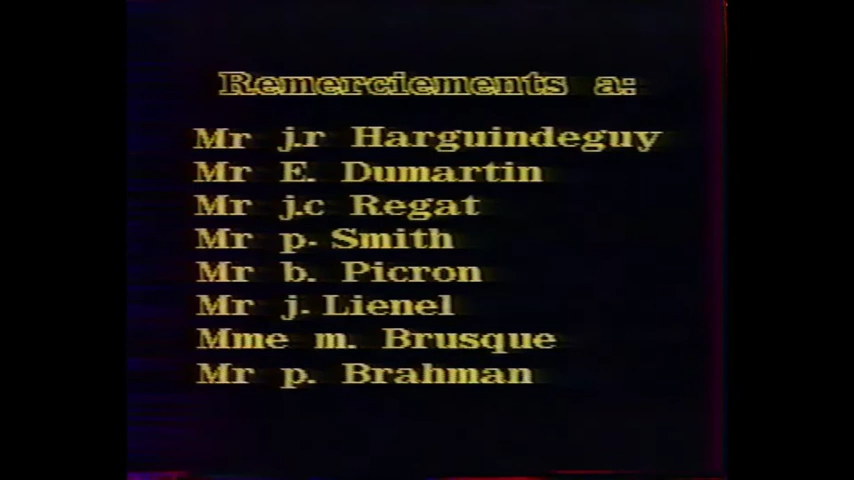 Remerciements a:
Mr j.r Harguindeguy
Mr E. Dumartin
Mr j.c Regat
Mr p. Smith
Mr b. Picron
Mr j. Lienel
Mme m. Brusque
Mr p. Brahman